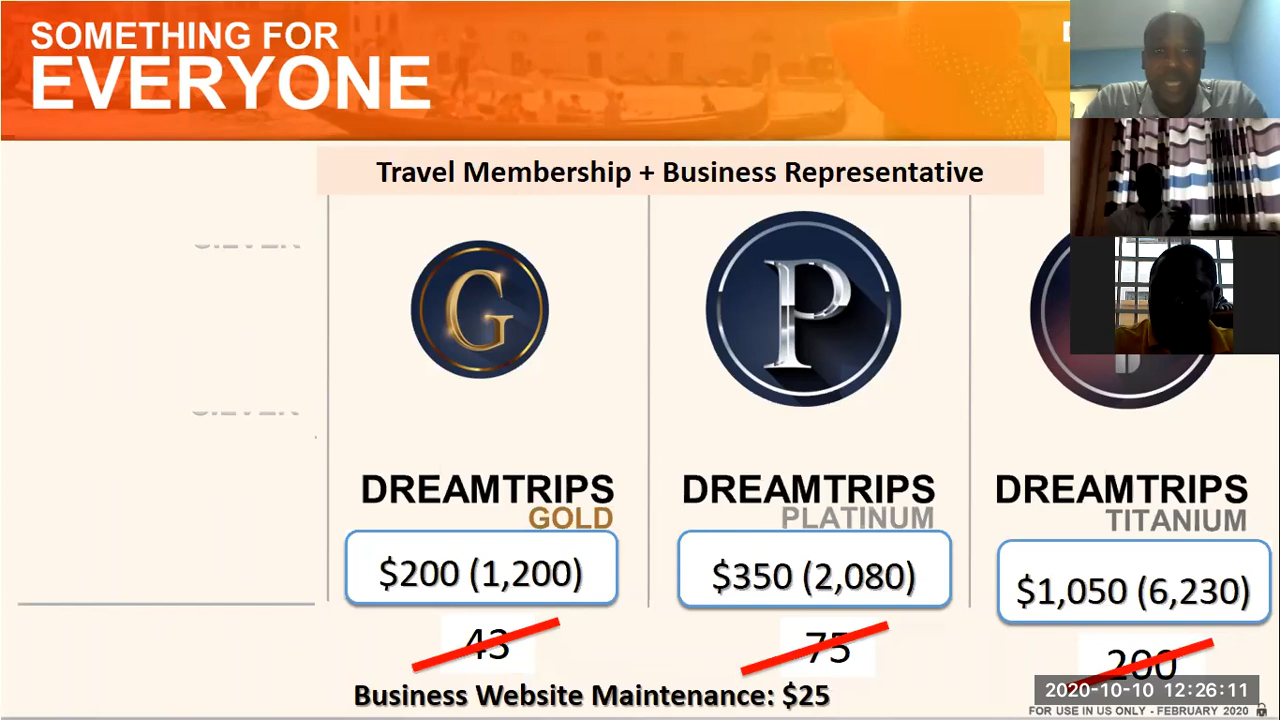 SOMETHING FOR
EVERYONE
Travel Membership + Business Representative
G
P
DREAMTRIPS
GOLD
DREAMTRIPS
PLATINUM
DREAMTRIPS
TITANIUM
$200 (1,200)
$350 (2,080)
$1,050 (6,230)
43
75
200
Business Website Maintenance: $25
2020-10-10 12:26:11
FOR USE IN US ONLY - FEBRUARY 2020